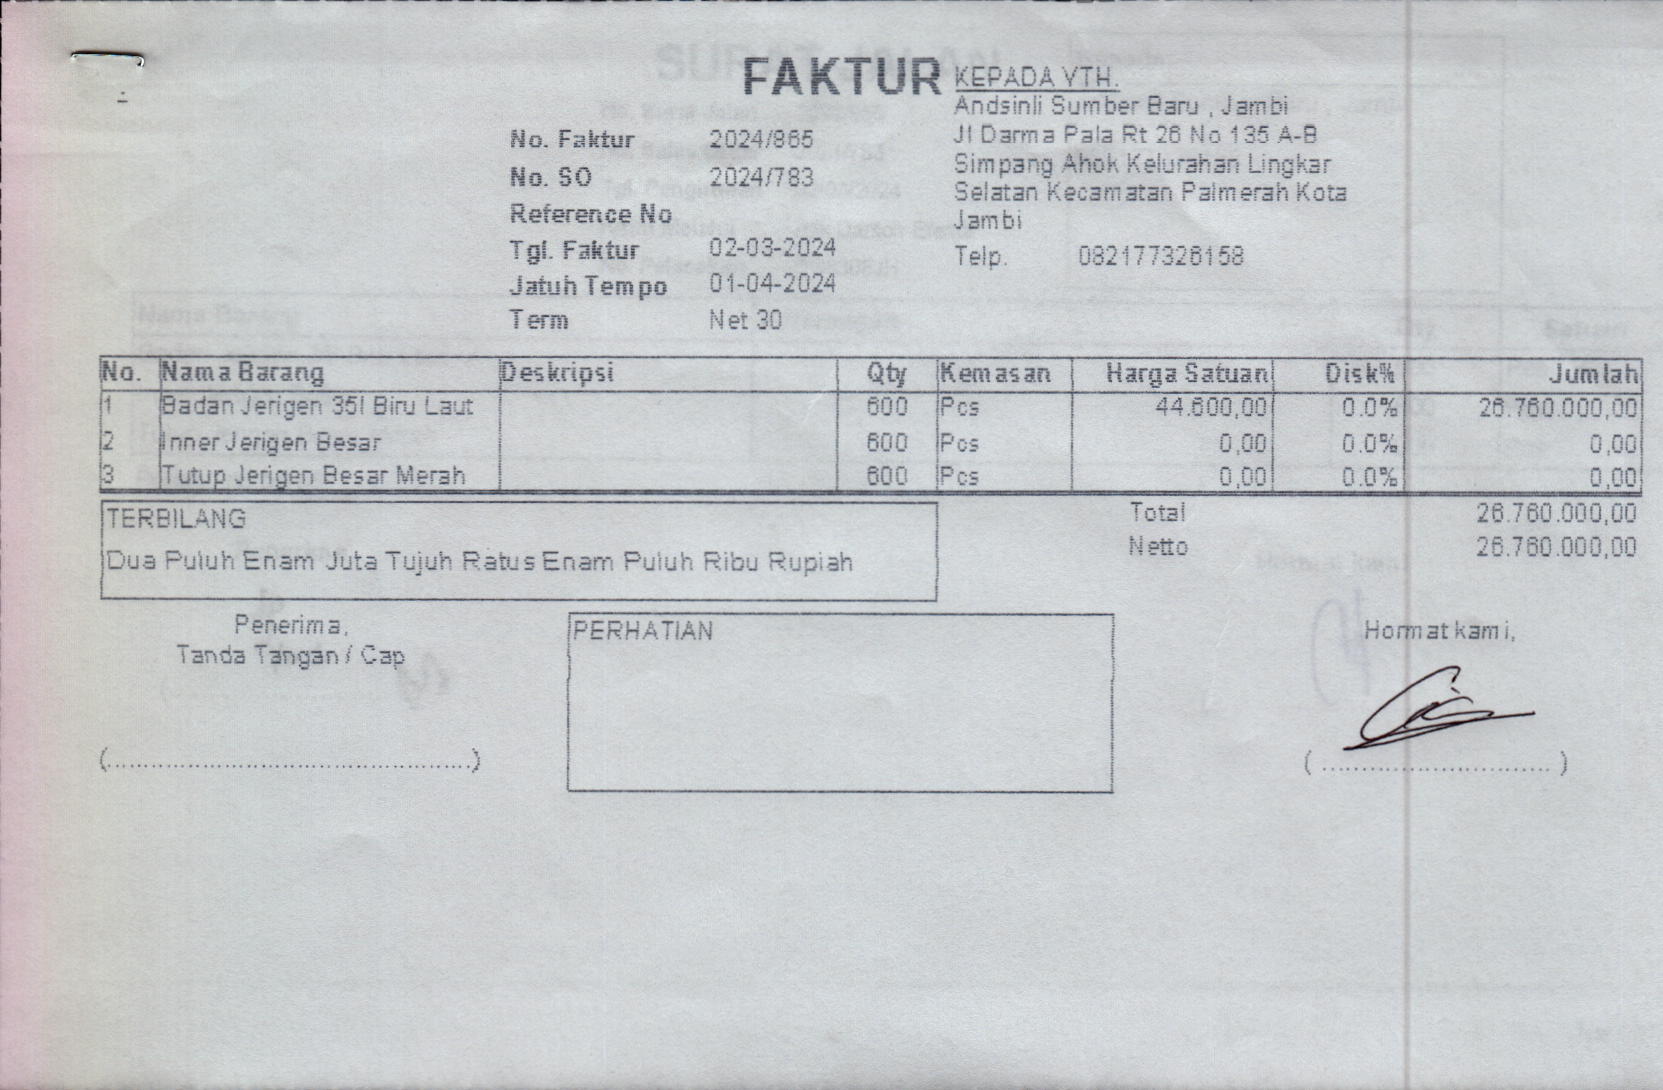 FAKTUR
No. Faktur 2024/865
No. SO 2024/783
Reference No
Tgl. Faktur 02-03-2024
Jatuh Tempo 01-04-2024
Term Net 30
KEPADA YTH.
Andsinli Sumber Baru , Jambi
Jl Darma Pala Rt 26 No 135 A-B
Simpang Ahok Kelurahan Lingkar
Selatan Kecamatan Palmerah Kota
Jambi
Telp. 082177326158
No. Nama Barang Deskripsi Qty Kemasan Harga Satuan Disk% Jumlah
1 Badan Jerigen 35l Biru Laut 600 Pcs 44.600,00 0.0% 26.760.000,00
2 Inner Jerigen Besar 600 Pcs 0,00 0.0% 0,00
3 Tutup Jerigen Besar Merah 600 Pcs 0,00 0.0% 0,00
TERBILANG
Dua Puluh Enam Juta Tujuh Ratus Enam Puluh Ribu Rupiah
Total 26.760.000,00
Netto 26.760.000,00
Penerima,
Tanda Tangan / Cap
PERHATIAN
Hormat kami,